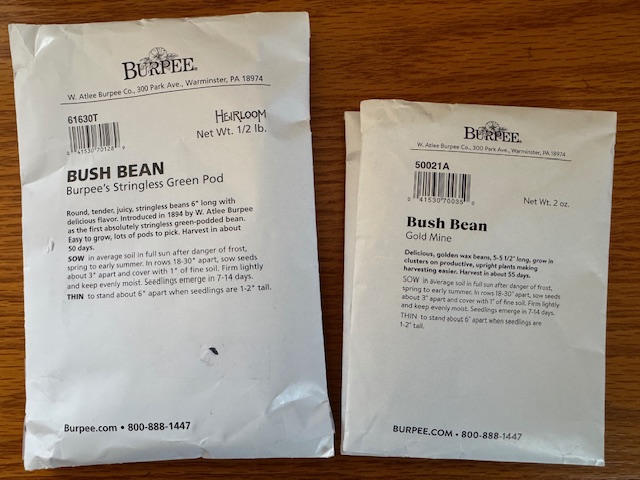 BURPEE®
W. Atlee Burpee Co., 300 Park Ave., Warminster, PA 18974
61630T
HEIRLOOM
Net Wt. 1/2 lb.
0 41530 70128 9
BUSH BEAN
Burpee's Stringless Green Pod
Round, tender, juicy, stringless beans 6" long with
delicious flavor. Introduced in 1894 by W. Atlee Burpee
as the first absolutely stringless green-podded bean.
Easy to grow, lots of pods to pick. Harvest in about
50 days.
SOW in average soil in full sun after danger of frost,
spring to early summer. In rows 18-30" apart, sow seeds
about 3" apart and cover with 1" of fine soil. Firm lightly
and keep evenly moist. Seedlings emerge in 7-14 days.
THIN to stand about 6" apart when seedlings are 1-2" tall.
Burpee.com • 800-888-1447
BURPEE®
W. Atlee Burpee Co., 300 Park Ave., Warminster, PA 18974
50021A
0 41530 70035 0
Net Wt. 2 oz.
Bush Bean
Gold Mine
Delicious, golden wax beans, 5-5 1/2" long, grow in
clusters on productive, upright plants making
harvesting easier. Harvest in about 55 days.
SOW in average soil in full sun after danger of frost,
spring to early summer. In rows 18-30" apart, sow seeds
about 3" apart and cover with 1" of fine soil. Firm lightly
and keep evenly moist. Seedlings emerge in 7-14 days.
THIN to stand about 6" apart when seedlings are
1-2" tall.
BURPEE.COM • 800-888-1447